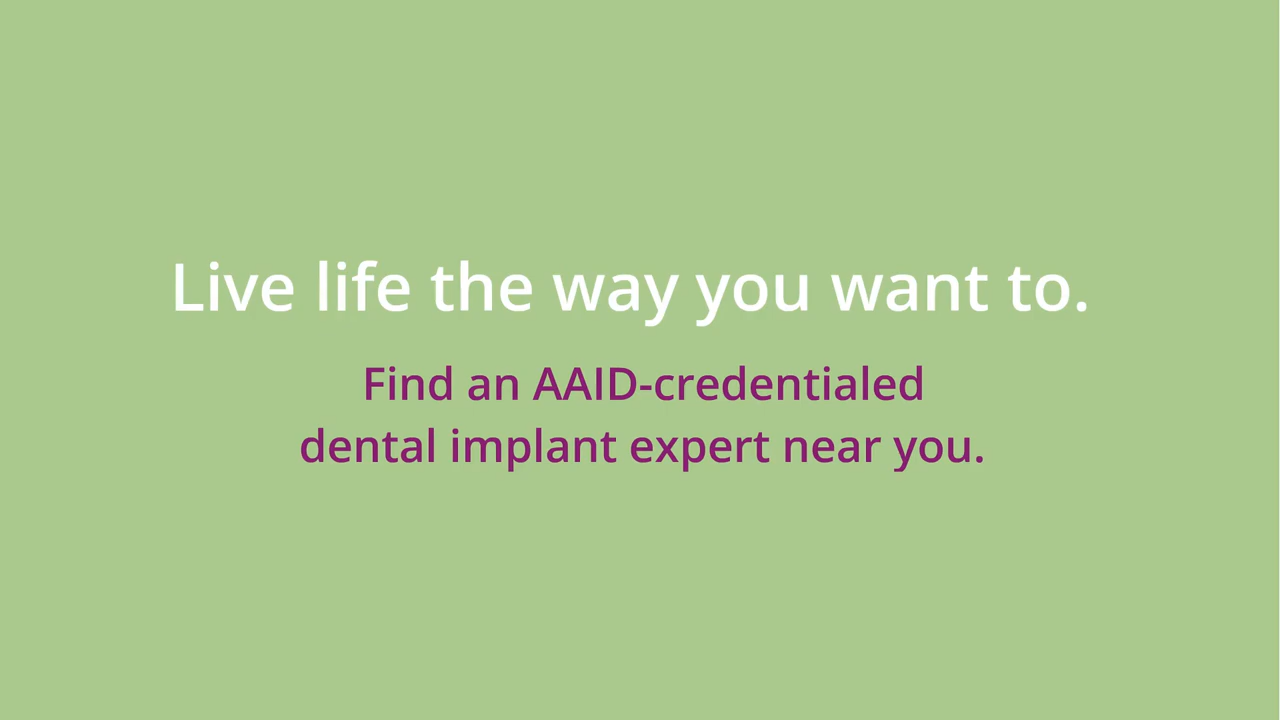 Live life the way you want to.
Find an AAID-credentialed
dental implant expert near you.